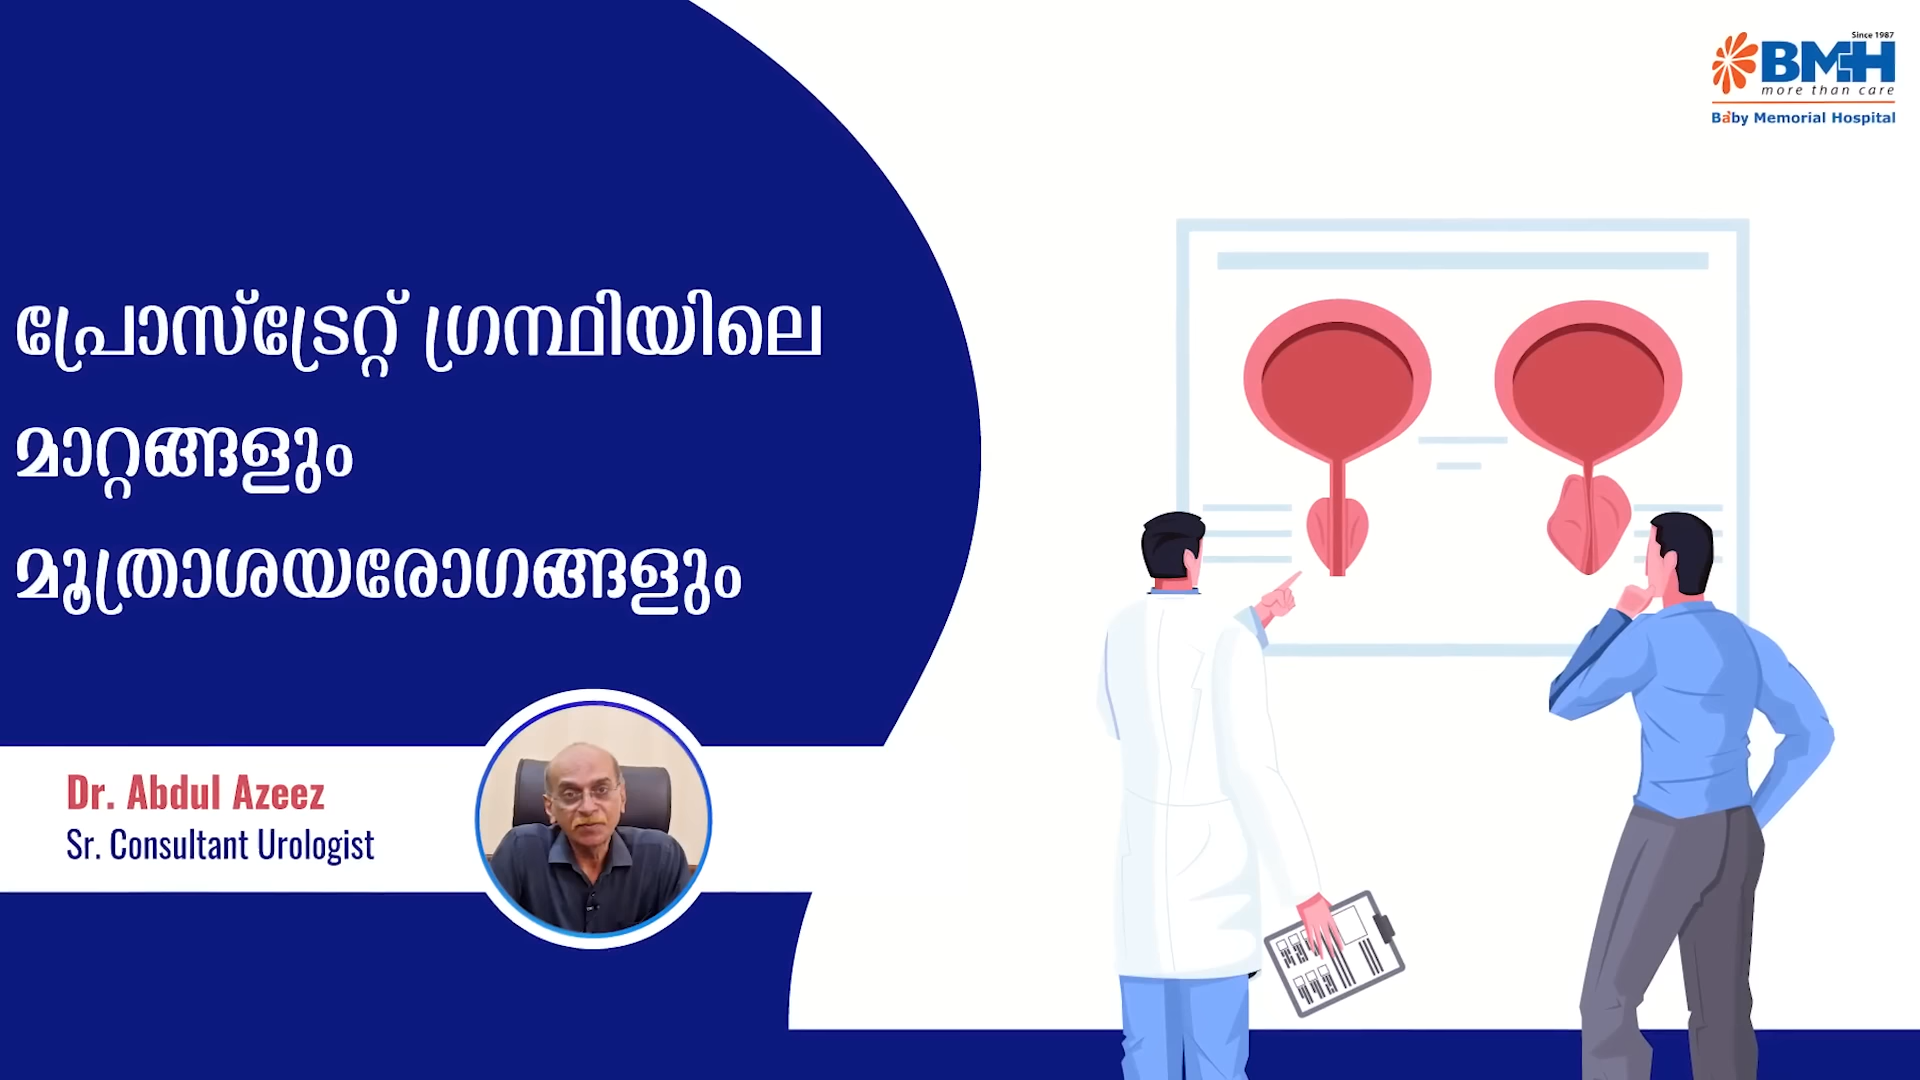 Since 1987
BMH
more than care
Baby Memorial Hospital
പ്രോസ്ട്രേറ്റ് ഗ്രന്ഥിയിലെ
മാറ്റങ്ങളും
മൂത്രാശയരോഗങ്ങളും
Dr. Abdul Azeez
Sr. Consultant Urologist